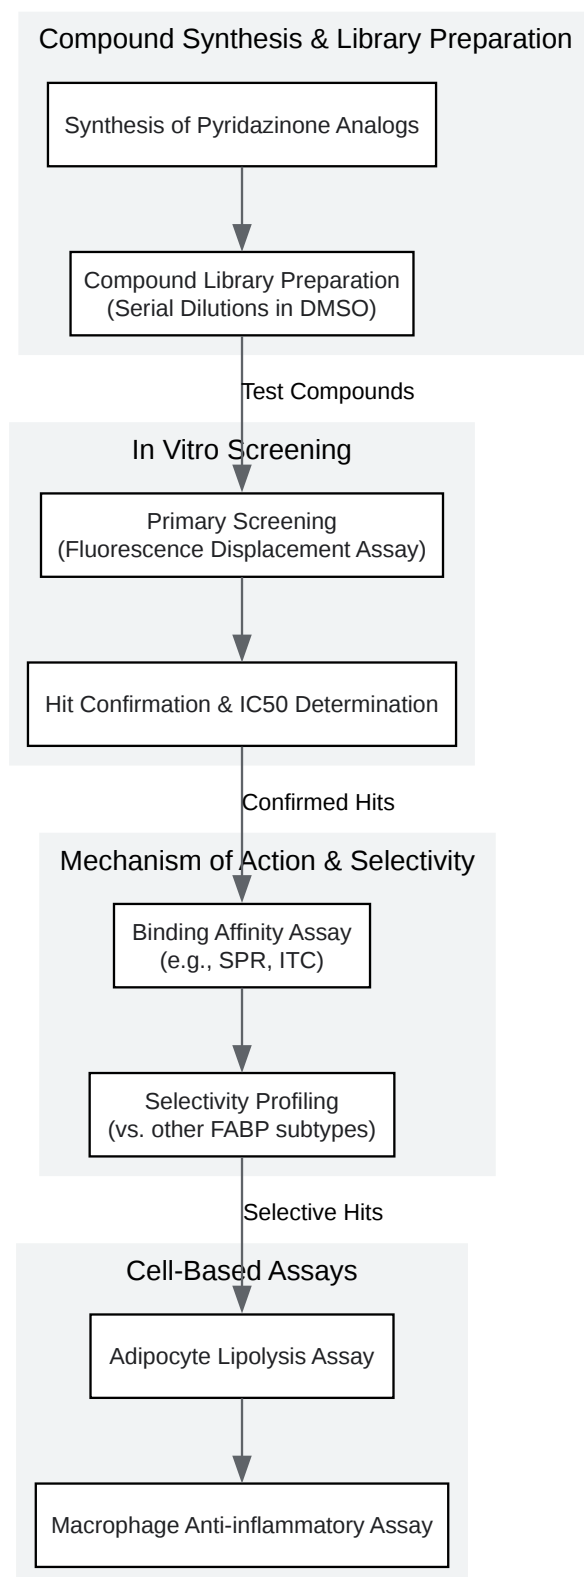 Compound Synthesis & Library Preparation
Synthesis of Pyridazinone Analogs
Compound Library Preparation
(Serial Dilutions in DMSO)
Test Compounds
In Vitro Screening
Primary Screening
(Fluorescence Displacement Assay)
Hit Confirmation & IC50 Determination
Confirmed Hits
Mechanism of Action & Selectivity
Binding Affinity Assay
(e.g., SPR, ITC)
Selectivity Profiling
(vs. other FABP subtypes)
Selective Hits
Cell-Based Assays
Adipocyte Lipolysis Assay
Macrophage Anti-inflammatory Assay